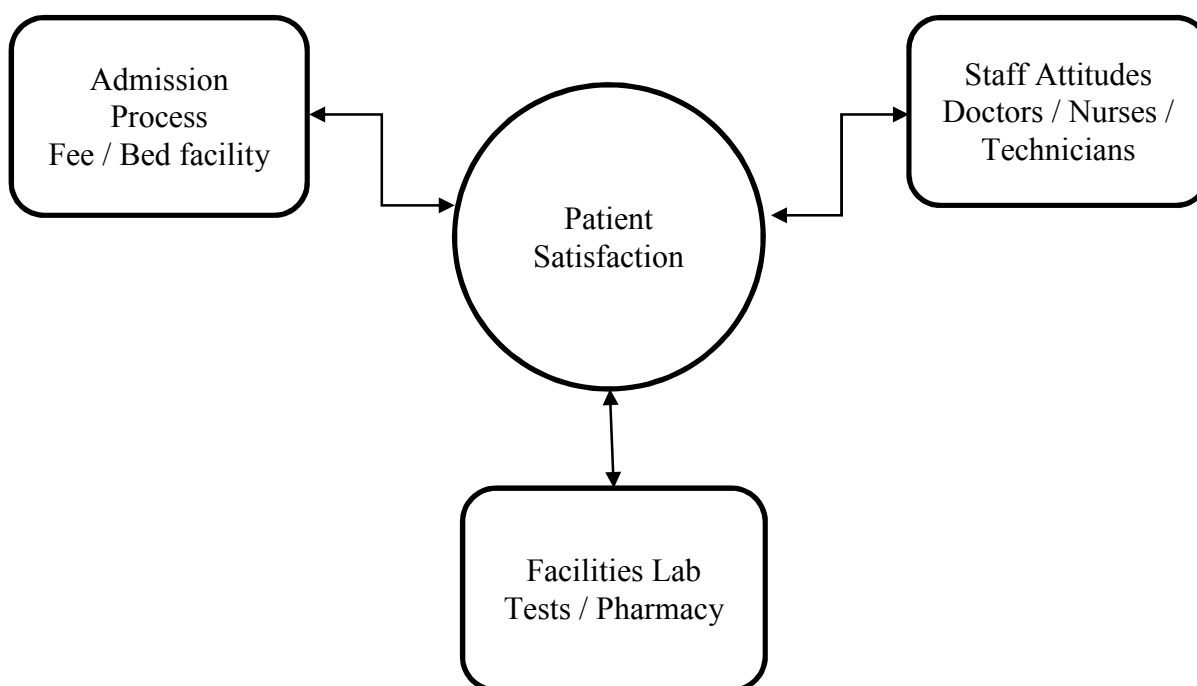 Admission
Process
Fee / Bed facility
Staff Attitudes
Doctors / Nurses /
Technicians
Patient
Satisfaction
Facilities Lab
Tests / Pharmacy